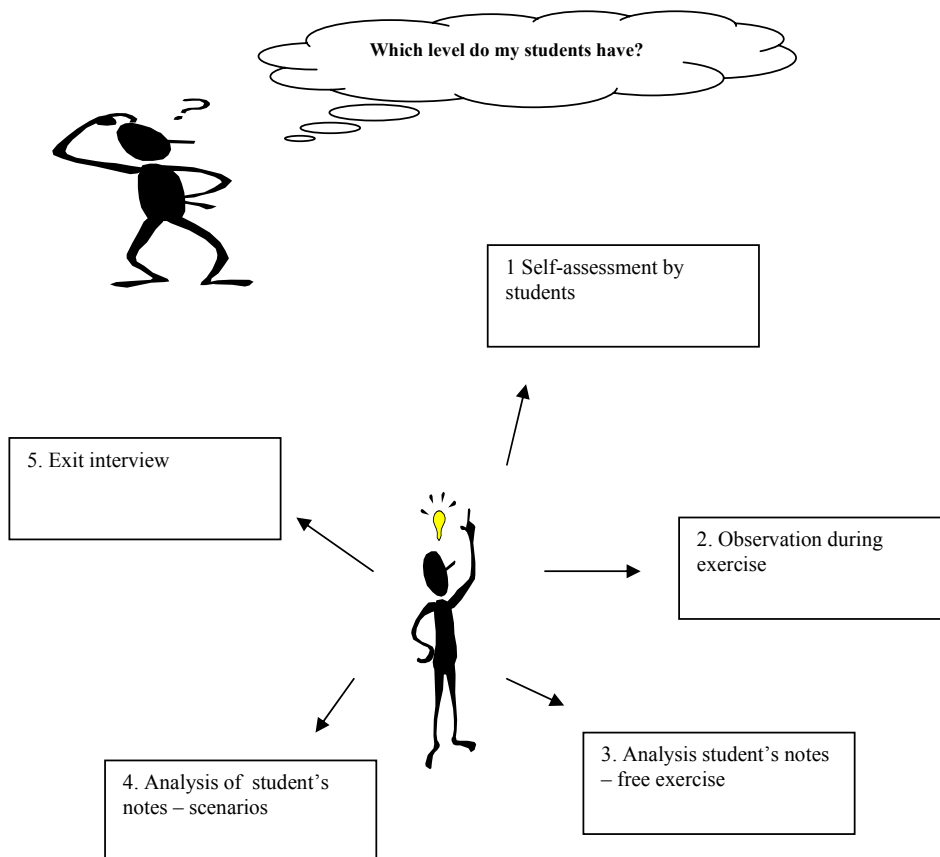 Which level do my students have?
?
1 Self-assessment by
students
5. Exit interview
2. Observation during
exercise
3. Analysis student’s notes
– free exercise
4. Analysis of student’s
notes – scenarios